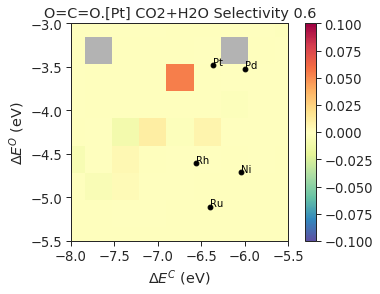 O=C=O.[Pt] CO2+H2O Selectivity 0.6
ΔE^O (eV)
−3.0
−3.5
−4.0
−4.5
−5.0
−5.5
Pt
Pd
Rh
Ni
Ru
−8.0 −7.5 −7.0 −6.5 −6.0 −5.5
ΔE^C (eV)
0.100
0.075
0.050
0.025
0.000
−0.025
−0.050
−0.075
−0.100